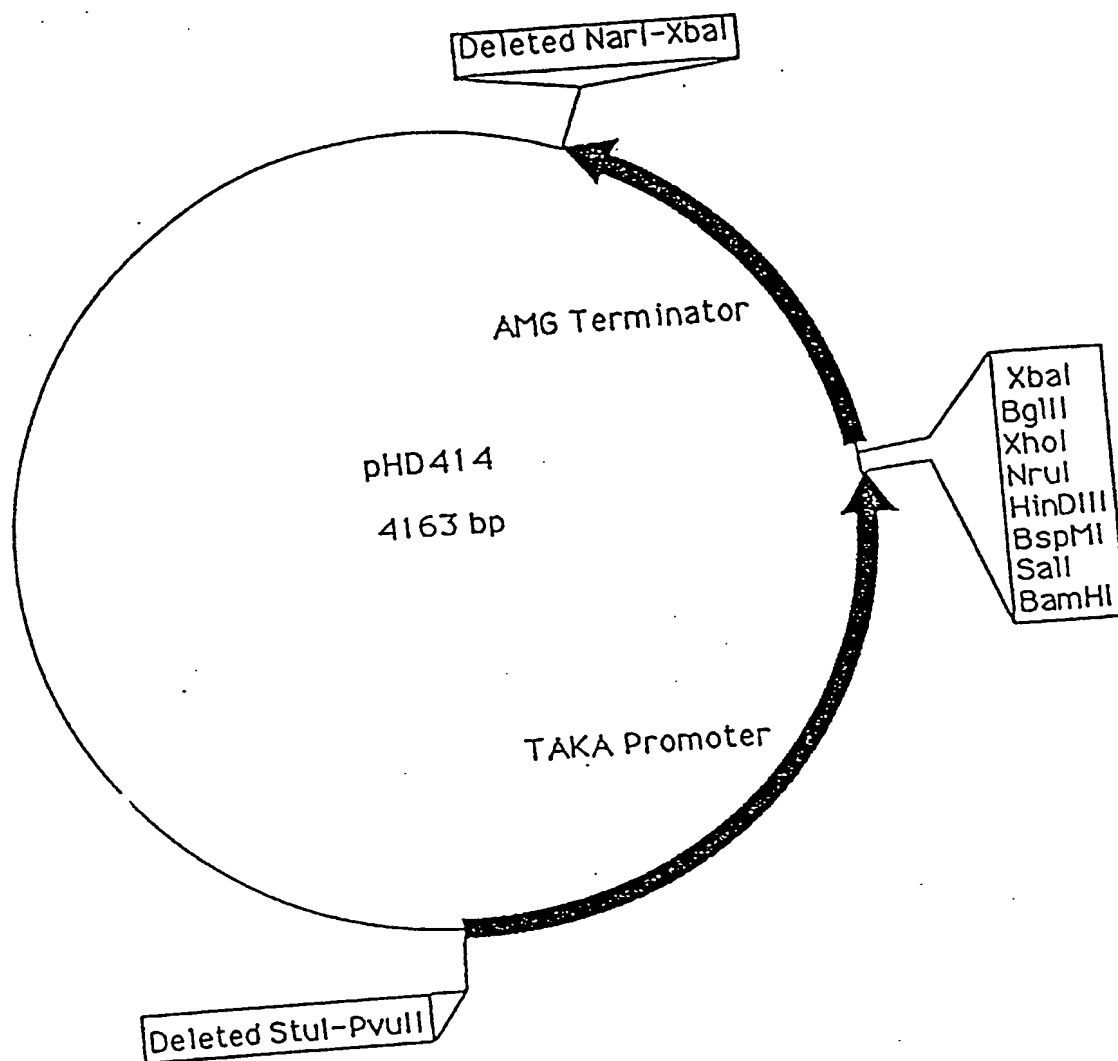 Deleted NarI-XbaI
AMG Terminator
XbaI
BglII
XhoI
NruI
HinDIII
BspMI
SalI
BamHI
pHD414
4163 bp
TAKA Promoter
Deleted StuI-PvuII